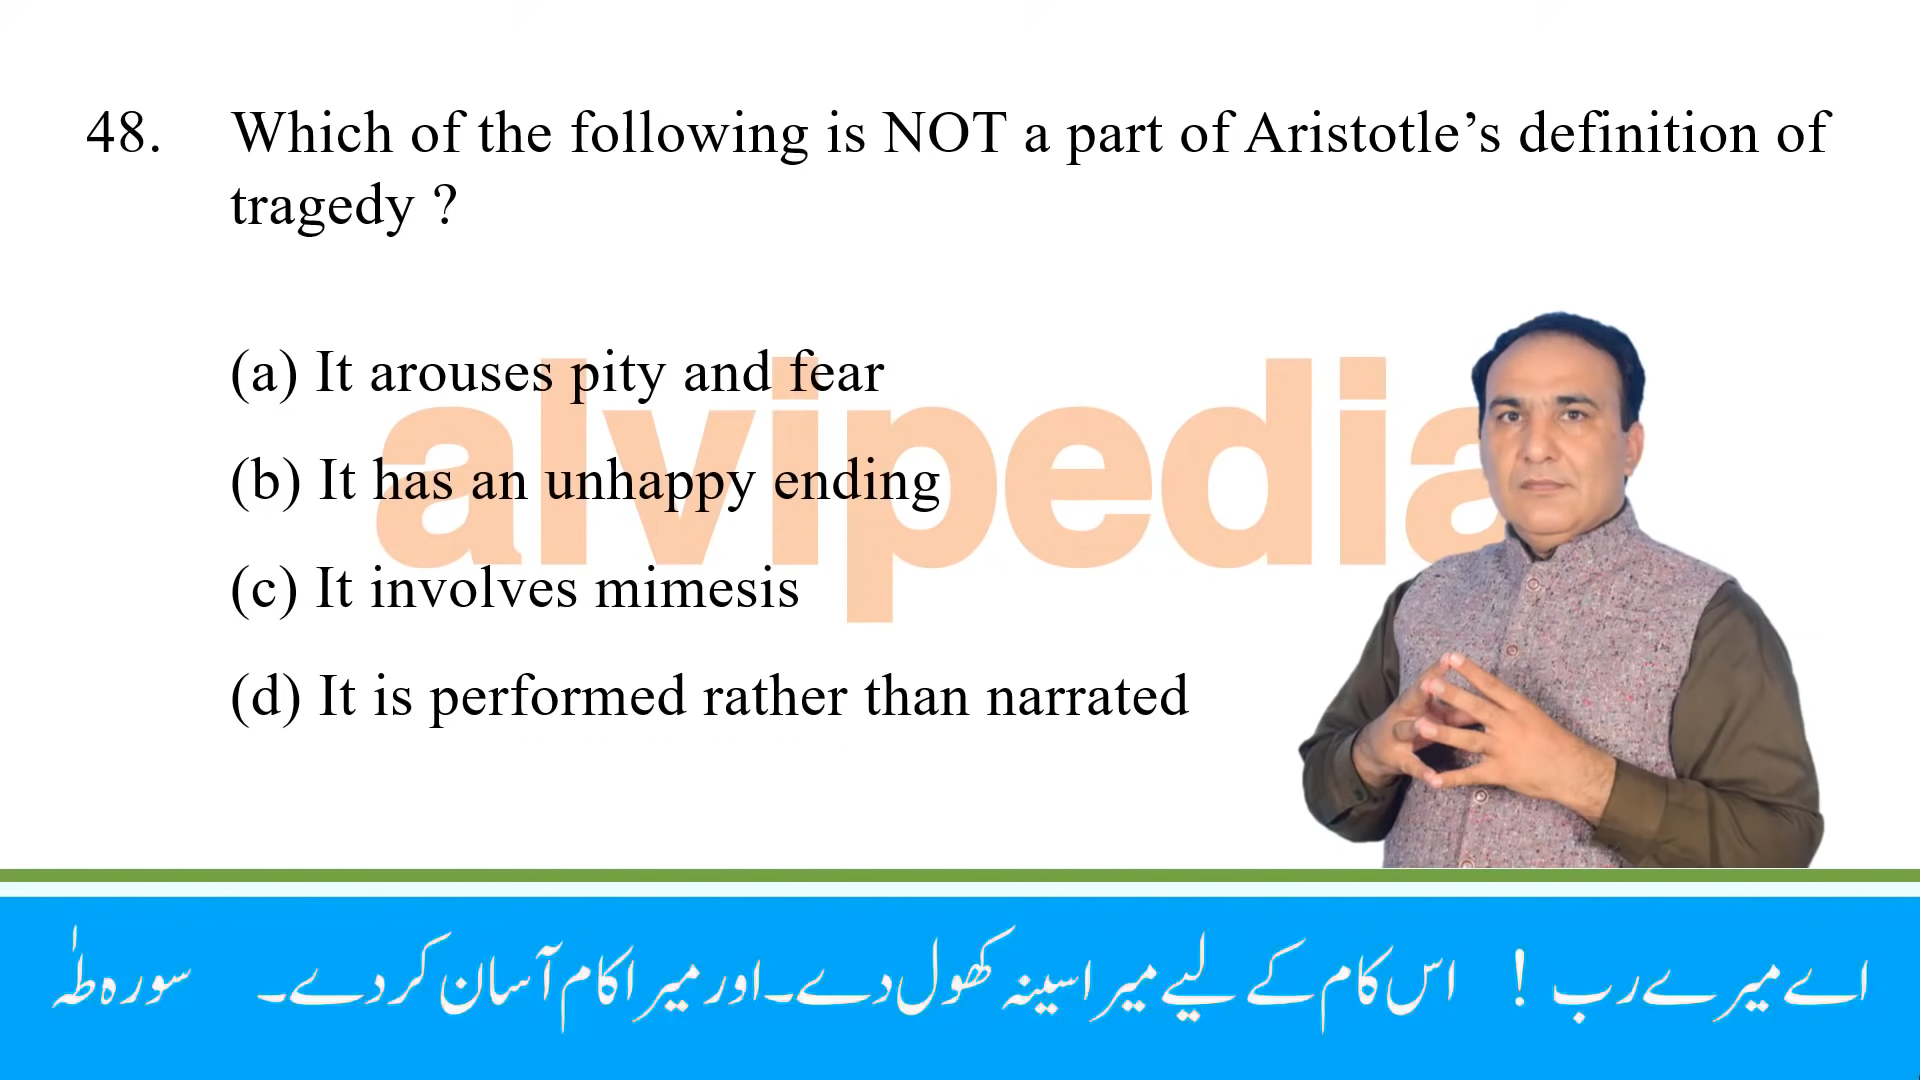 48. Which of the following is NOT a part of Aristotle’s definition of
tragedy ?
(a) It arouses pity and fear
(b) It has an unhappy ending
(c) It involves mimesis
(d) It is performed rather than narrated
alvipedia
اے میرے رب ! اس کام کے لیے میرا سینہ کھول دے۔ اور میرا کام آسان کر دے۔ سورہ طہٰ